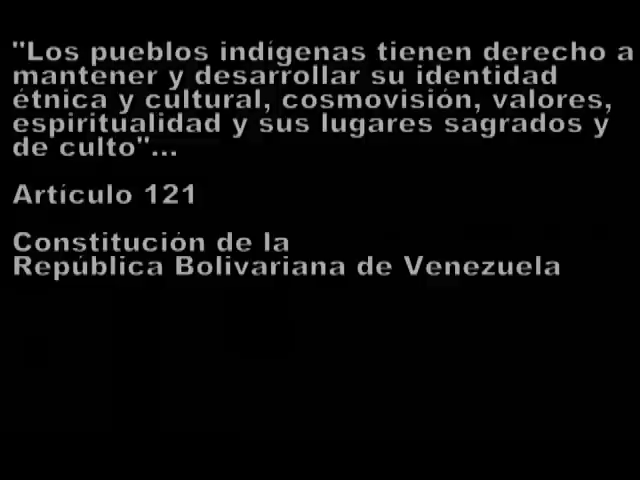 "Los pueblos indígenas tienen derecho a
mantener y desarrollar su identidad
étnica y cultural, cosmovisión, valores,
espiritualidad y sus lugares sagrados y
de culto"...
Artículo 121
Constitución de la
República Bolivariana de Venezuela